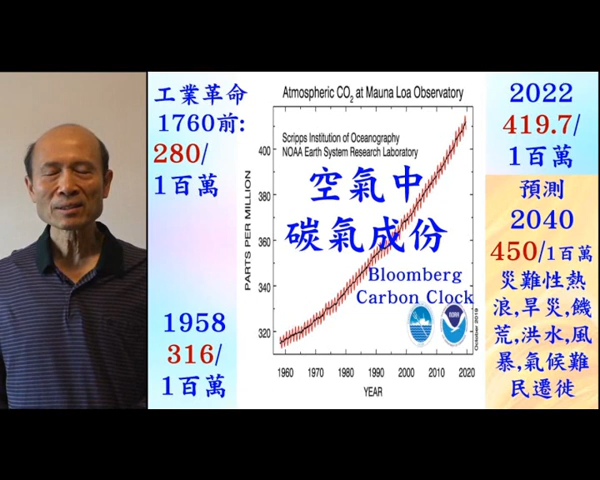 工業革命
1760前:
280/
1百萬
1958
316/
1百萬
Atmospheric CO2 at Mauna Loa Observatory
Scripps Institution of Oceanography
NOAA Earth System Research Laboratory
空氣中
碳氣成份
Bloomberg
Carbon Clock
PARTS PER MILLION
400
380
360
340
320
1960
1970
1980
1990
2000
2010
2020
YEAR
October 2019
NOAA
2022
419.7/
1百萬
預測
2040
450/1百萬
災難性熱
浪,旱災,饑
荒,洪水,風
暴,氣候難
民遷徙